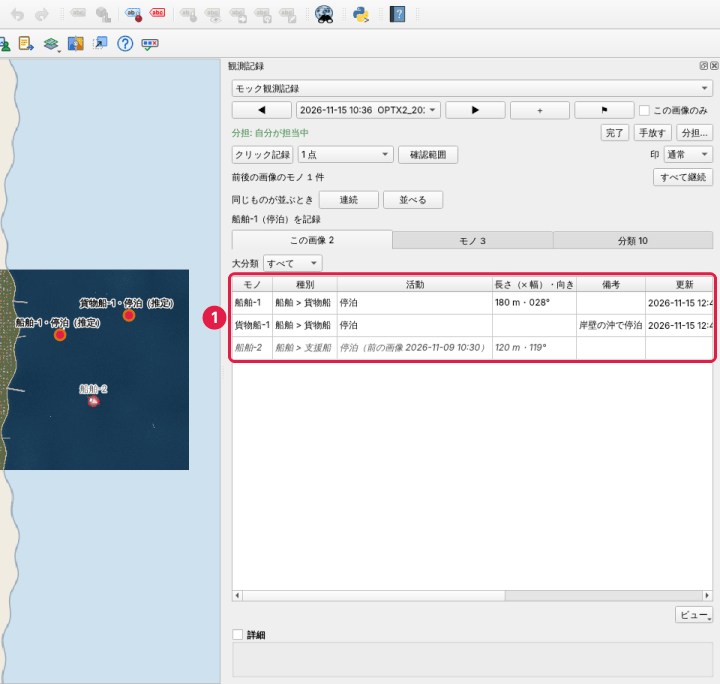 観測記録
モック観測記録
2026-11-15 10:36 OPTX2_20:
+
この画像のみ
分担: 自分が担当中
完了
手放す
分担...
クリック記録
1点
確認範囲
印
通常
前後の画像のモノ 1 件
すべて継続
同じものが並ぶとき
連続
並べる
船舶-1（停泊）を記録
この画像 2
モノ 3
分類 10
大分類
すべて
モノ 種別 活動 長さ（× 幅）・向き 備考 更新
船舶-1 船舶 > 貨物船 停泊 180 m・028° 2026-11-15 12:4
貨物船-1 船舶 > 貨物船 停泊 岸壁の沖で停泊 2026-11-15 12:4
船舶-2 船舶 > 支援船 停泊（前の画像 2026-11-09 10:30） 120 m・119°
1
貨物船-1・停泊（推定）
船舶-1・停泊（推定）
船舶-2
ビュー
詳細
abc
abc
?
?